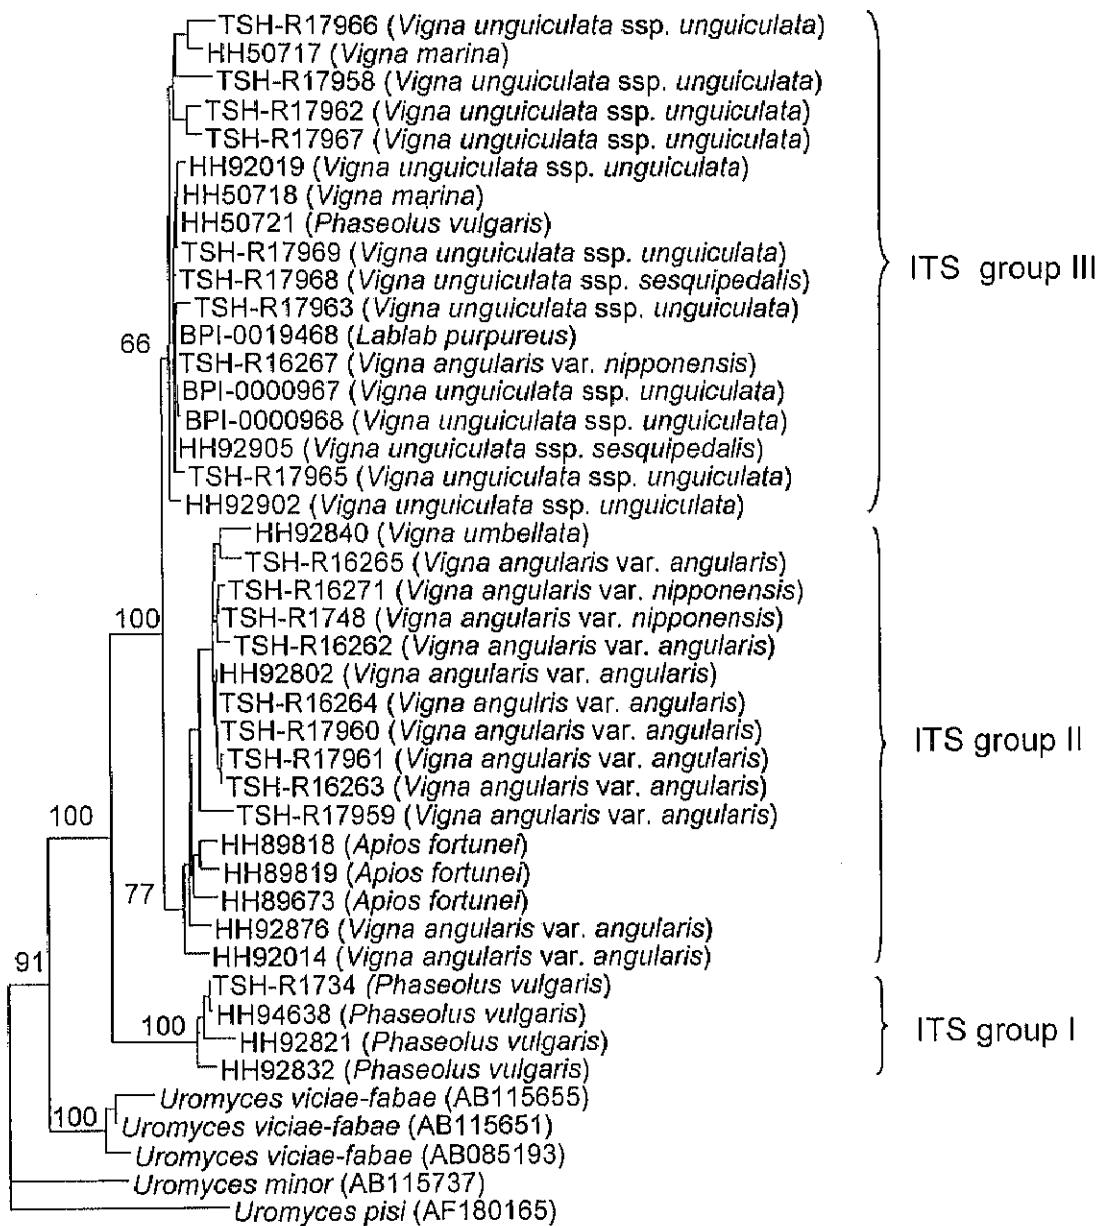 TSH-R17966 (Vigna unguiculata ssp. unguiculata)
HH50717 (Vigna marina)
TSH-R17958 (Vigna unguiculata ssp. unguiculata)
TSH-R17962 (Vigna unguiculata ssp. unguiculata)
TSH-R17967 (Vigna unguiculata ssp. unguiculata)
HH92019 (Vigna unguiculata ssp. unguiculata)
HH50718 (Vigna marina)
HH50721 (Phaseolus vulgaris)
TSH-R17969 (Vigna unguiculata ssp. unguiculata)
ITS group III
TSH-R17968 (Vigna unguiculata ssp. sesquipedalis)
TSH-R17963 (Vigna unguiculata ssp. unguiculata)
BPI-0019468 (Lablab purpureus)
66
TSH-R16267 (Vigna angularis var. nipponensis)
BPI-0000967 (Vigna unguiculata ssp. unguiculata)
BPI-0000968 (Vigna unguiculata ssp. unguiculata)
HH92905 (Vigna unguiculata ssp. sesquipedalis)
TSH-R17965 (Vigna unguiculata ssp. unguiculata)
HH92902 (Vigna unguiculata ssp. unguiculata)
HH92840 (Vigna umbellata)
TSH-R16265 (Vigna angularis var. angularis)
TSH-R16271 (Vigna angularis var. nipponensis)
100
TSH-R1748 (Vigna angularis var. nipponensis)
TSH-R16262 (Vigna angularis var. angularis)
HH92802 (Vigna angularis var. angularis)
TSH-R16264 (Vigna angulris var. angularis)
TSH-R17960 (Vigna angularis var. angularis)
ITS group II
TSH-R17961 (Vigna angularis var. angularis)
TSH-R16263 (Vigna angularis var. angularis)
TSH-R17959 (Vigna angularis var. angularis)
100
HH89818 (Apios fortunei)
HH89819 (Apios fortunei)
77
HH89673 (Apios fortunei)
HH92876 (Vigna angularis var. angularis)
HH92014 (Vigna angularis var. angularis)
91
TSH-R1734 (Phaseolus vulgaris)
HH94638 (Phaseolus vulgaris)
100
ITS group I
HH92821 (Phaseolus vulgaris)
HH92832 (Phaseolus vulgaris)
Uromyces viciae-fabae (AB115655)
100
Uromyces viciae-fabae (AB115651)
Uromyces viciae-fabae (AB085193)
Uromyces minor (AB115737)
Uromyces pisi (AF180165)